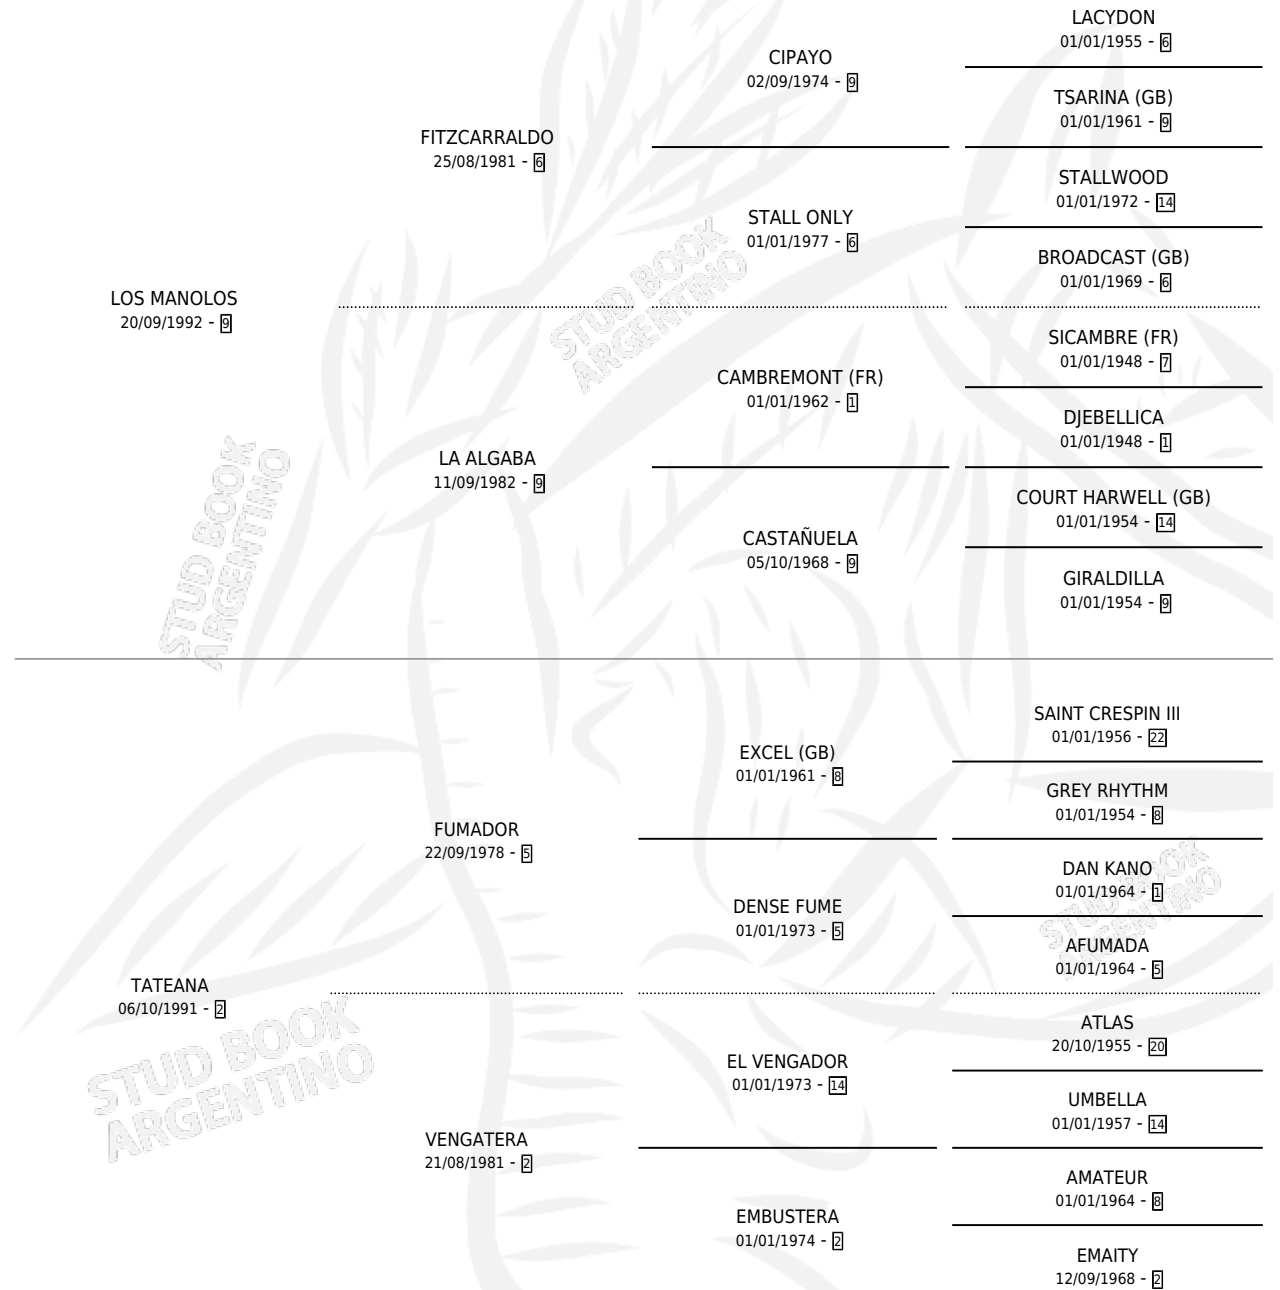 LACYDON
01/01/1955 - 6
CIPAYO
02/09/1974 - 9
TSARINA (GB)
01/01/1961 - 9
FITZCARRALDO
25/08/1981 - 6
STALLWOOD
01/01/1972 - 14
STALL ONLY
01/01/1977 - 6
BROADCAST (GB)
01/01/1969 - 6
LOS MANOLOS
20/09/1992 - 9
SICAMBRE (FR)
01/01/1948 - 7
CAMBREMONT (FR)
01/01/1962 - 1
DJEBELLICA
01/01/1948 - 1
LA ALGABA
11/09/1982 - 9
COURT HARWELL (GB)
01/01/1954 - 14
CASTAÑUELA
05/10/1968 - 9
GIRALDILLA
01/01/1954 - 9
SAINT CRESPIN III
01/01/1956 - 22
EXCEL (GB)
01/01/1961 - 8
GREY RHYTHM
01/01/1954 - 8
FUMADOR
22/09/1978 - 5
DAN KANO
01/01/1964 - 1
DENSE FUME
01/01/1973 - 5
AFUMADA
01/01/1964 - 5
TATEANA
06/10/1991 - 2
ATLAS
20/10/1955 - 20
EL VENGADOR
01/01/1973 - 14
UMBELLA
01/01/1957 - 14
VENGATERA
21/08/1981 - 2
AMATEUR
01/01/1964 - 8
EMBUSTERA
01/01/1974 - 2
EMAITY
12/09/1968 - 2
STUD BOOK
ARGENTINO
STUD BOOK
ARGENTINO
STUD BOOK
ARGENTINO
STUD BOOK
ARGENTINO